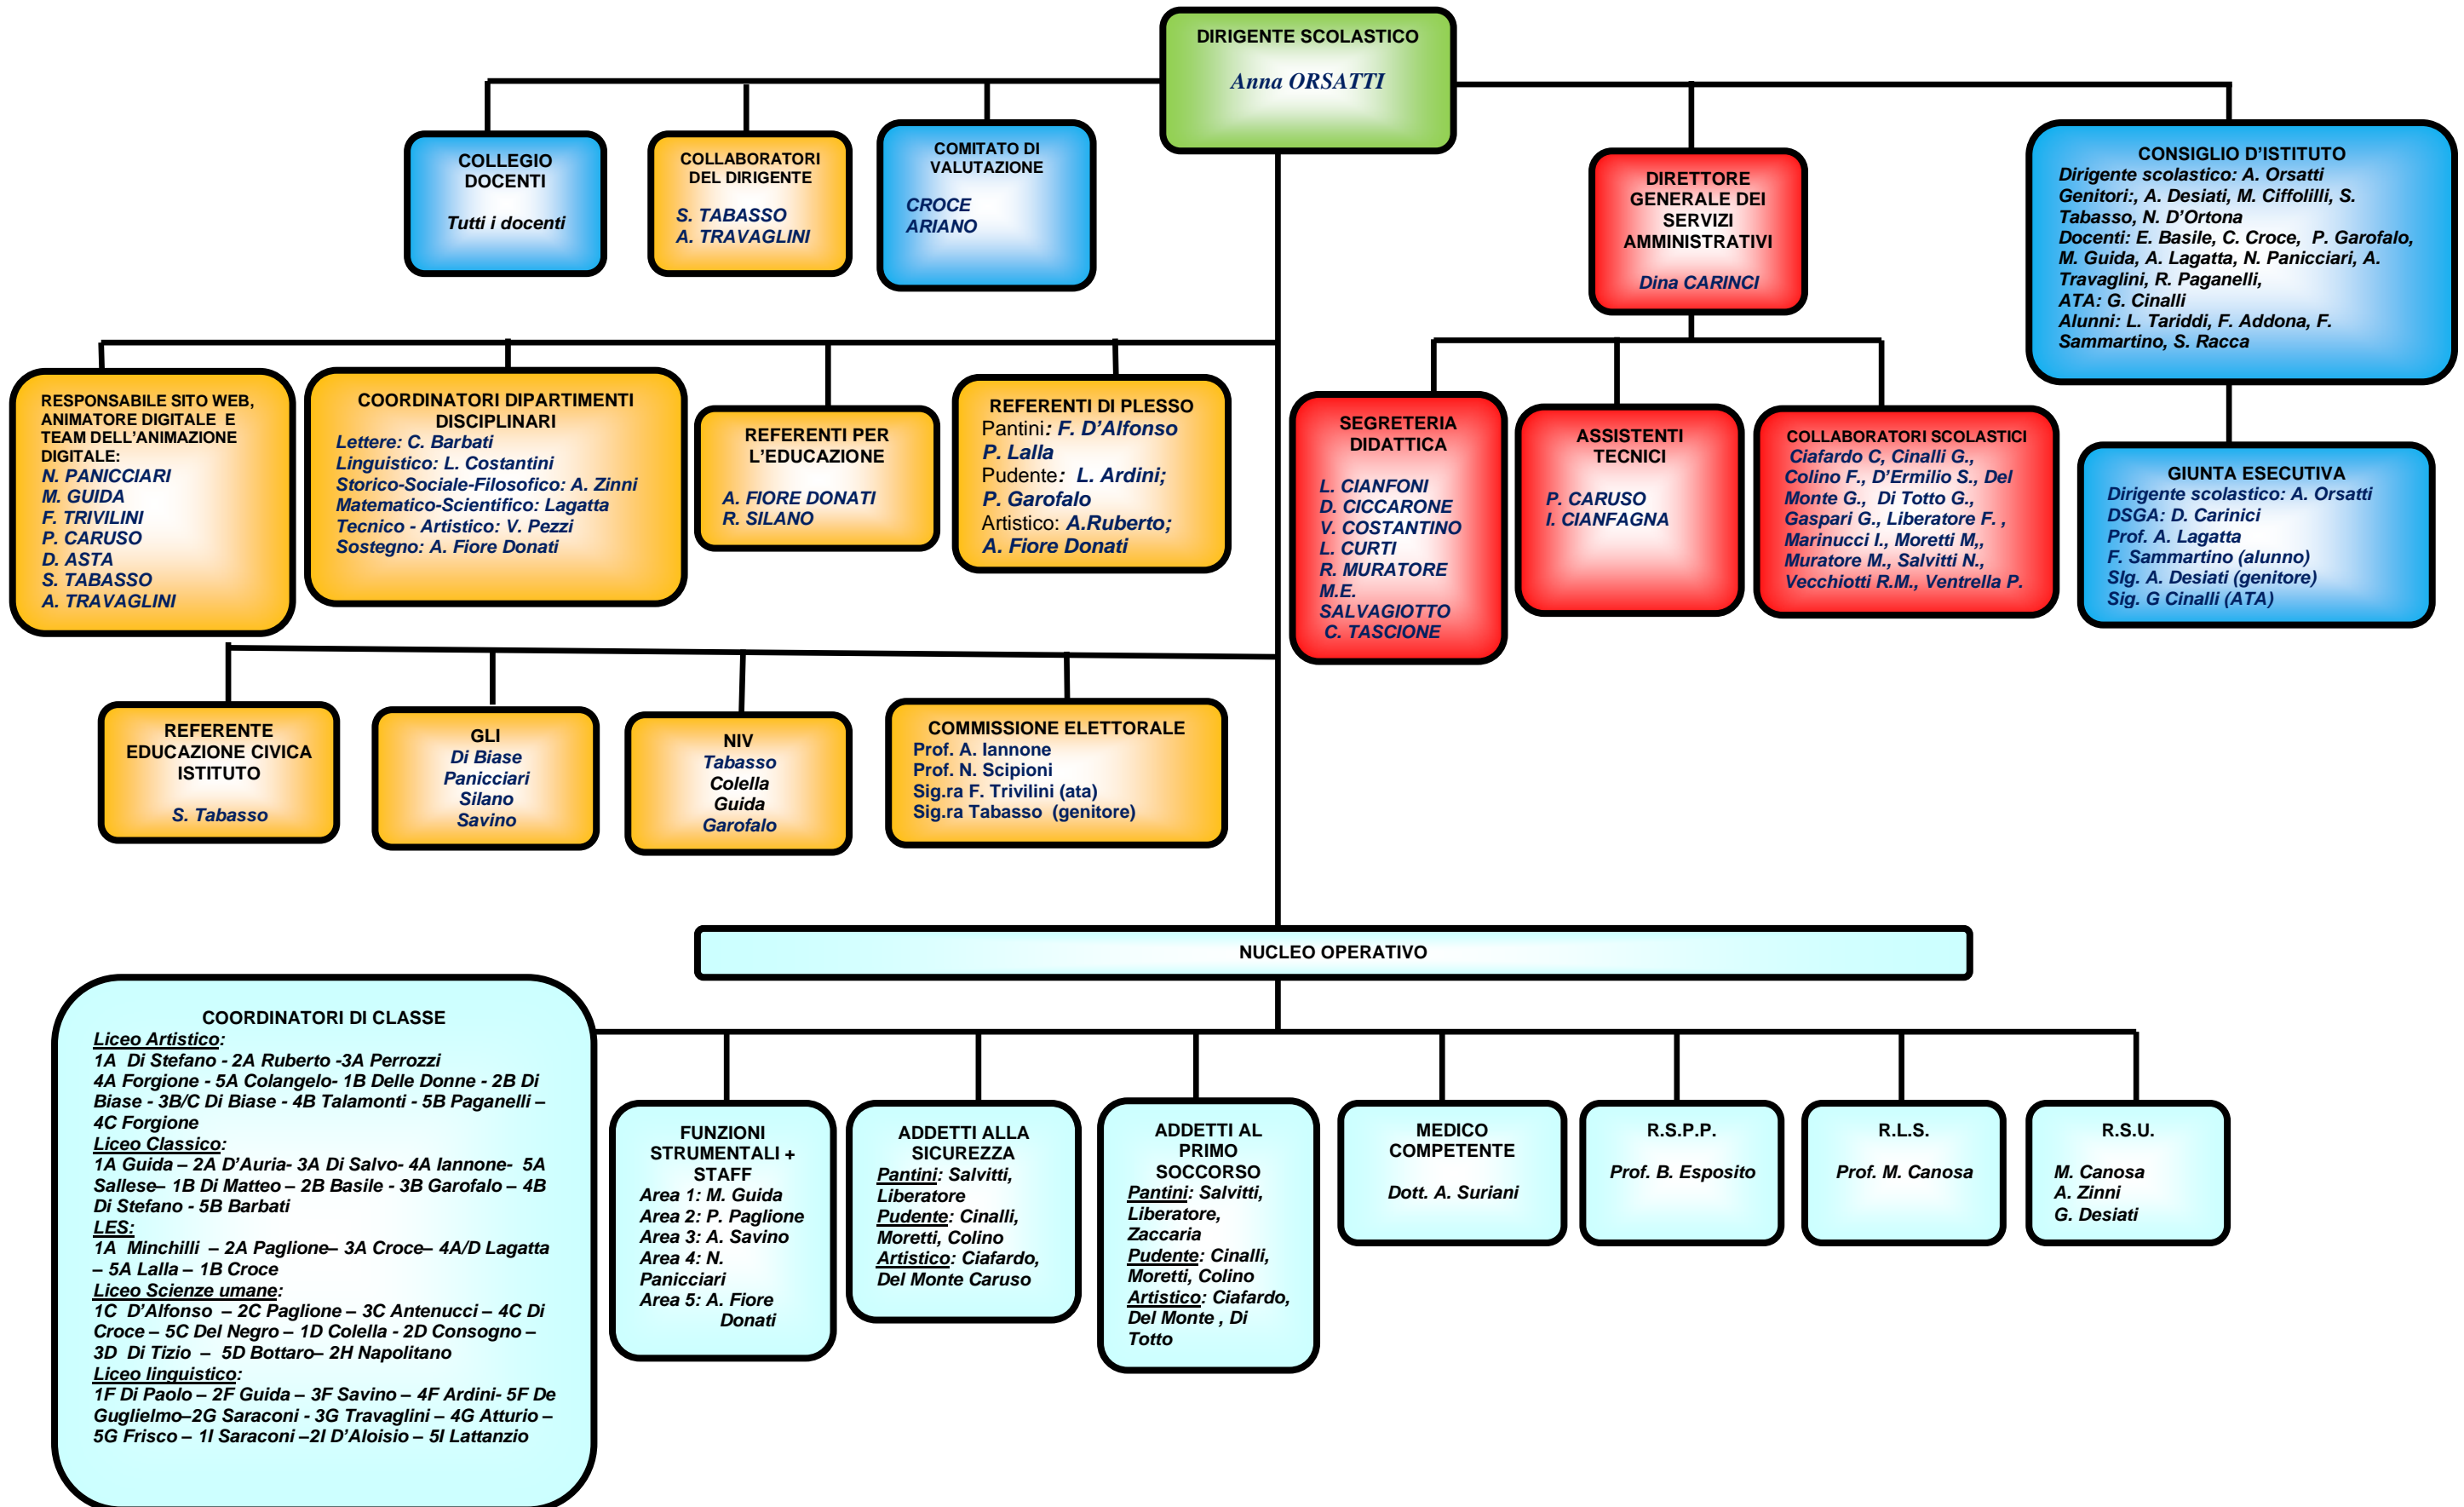 DIRIGENTE SCOLASTICO
Anna ORSATTI
COLLEGIO
DOCENTI
Tutti i docenti
COLLABORATORI
DEL DIRIGENTE
S. TABASSO
A. TRAVAGLINI
COMITATO DI
VALUTAZIONE
CROCE
ARIANO
DIRETTORE
GENERALE DEI
SERVIZI
AMMINISTRATIVI
Dina CARINCI
CONSIGLIO D'ISTITUTO
Dirigente scolastico: A. Orsatti
Genitori:, A. Desiati, M. Ciffolilli, S.
Tabasso, N. D'Ortona
Docenti: E. Basile, C. Croce, P. Garofalo,
M. Guida, A. Lagatta, N. Panicciari, A.
Travaglini, R. Paganelli,
ATA: G. Cinalli
Alunni: L. Tariddi, F. Addona, F.
Sammartino, S. Racca
RESPONSABILE SITO WEB,
ANIMATORE DIGITALE E
TEAM DELL'ANIMAZIONE
DIGITALE:
N. PANICCIARI
M. GUIDA
F. TRIVILINI
P. CARUSO
D. ASTA
S. TABASSO
A. TRAVAGLINI
COORDINATORI DIPARTIMENTI
DISCIPLINARI
Lettere: C. Barbati
Linguistico: L. Costantini
Storico-Sociale-Filosofico: A. Zinni
Matematico-Scientifico: Lagatta
Tecnico - Artistico: V. Pezzi
Sostegno: A. Fiore Donati
REFERENTI PER
L'EDUCAZIONE
A. FIORE DONATI
R. SILANO
REFERENTI DI PLESSO
Pantini: F. D'Alfonso
P. Lalla
Pudente: L. Ardini;
P. Garofalo
Artistico: A.Ruberto;
A. Fiore Donati
SEGRETERIA
DIDATTICA
L. CIANFONI
D. CICCARONE
V. COSTANTINO
L. CURTI
R. MURATORE
M.E.
SALVAGIOTTO
C. TASCIONE
ASSISTENTI
TECNICI
P. CARUSO
I. CIANFAGNA
COLLABORATORI SCOLASTICI
Ciafardo C, Cinalli G.,
Colino F., D'Ermilio S., Del
Monte G., Di Totto G.,
Gaspari G., Liberatore F. ,
Marinucci I., Moretti M,,
Muratore M., Salvitti N.,
Vecchiotti R.M., Ventrella P.
GIUNTA ESECUTIVA
Dirigente scolastico: A. Orsatti
DSGA: D. Carinici
Prof. A. Lagatta
F. Sammartino (alunno)
SIg. A. Desiati (genitore)
Sig. G Cinalli (ATA)
REFERENTE
EDUCAZIONE CIVICA
ISTITUTO
S. Tabasso
GLI
Di Biase
Panicciari
Silano
Savino
NIV
Tabasso
Colella
Guida
Garofalo
COMMISSIONE ELETTORALE
Prof. A. Iannone
Prof. N. Scipioni
Sig.ra F. Trivilini (ata)
Sig.ra Tabasso (genitore)
NUCLEO OPERATIVO
COORDINATORI DI CLASSE
Liceo Artistico:
1A Di Stefano - 2A Ruberto -3A Perrozzi
4A Forgione - 5A Colangelo- 1B Delle Donne - 2B Di
Biase - 3B/C Di Biase - 4B Talamonti - 5B Paganelli –
4C Forgione
Liceo Classico:
1A Guida – 2A D'Auria- 3A Di Salvo- 4A Iannone- 5A
Sallese– 1B Di Matteo – 2B Basile - 3B Garofalo – 4B
Di Stefano - 5B Barbati
LES:
1A Minchilli – 2A Paglione– 3A Croce– 4A/D Lagatta
– 5A Lalla – 1B Croce
Liceo Scienze umane:
1C D'Alfonso – 2C Paglione – 3C Antenucci – 4C Di
Croce – 5C Del Negro – 1D Colella - 2D Consogno –
3D Di Tizio – 5D Bottaro– 2H Napolitano
Liceo linguistico:
1F Di Paolo – 2F Guida – 3F Savino – 4F Ardini- 5F De
Guglielmo–2G Saraconi - 3G Travaglini – 4G Atturio –
5G Frisco – 1I Saraconi –2I D'Aloisio – 5I Lattanzio
FUNZIONI
STRUMENTALI +
STAFF
Area 1: M. Guida
Area 2: P. Paglione
Area 3: A. Savino
Area 4: N.
Panicciari
Area 5: A. Fiore
Donati
ADDETTI ALLA
SICUREZZA
Pantini: Salvitti,
Liberatore
Pudente: Cinalli,
Moretti, Colino
Artistico: Ciafardo,
Del Monte Caruso
ADDETTI AL
PRIMO
SOCCORSO
Pantini: Salvitti,
Liberatore,
Zaccaria
Pudente: Cinalli,
Moretti, Colino
Artistico: Ciafardo,
Del Monte , Di
Totto
MEDICO
COMPETENTE
Dott. A. Suriani
R.S.P.P.
Prof. B. Esposito
R.L.S.
Prof. M. Canosa
R.S.U.
M. Canosa
A. Zinni
G. Desiati